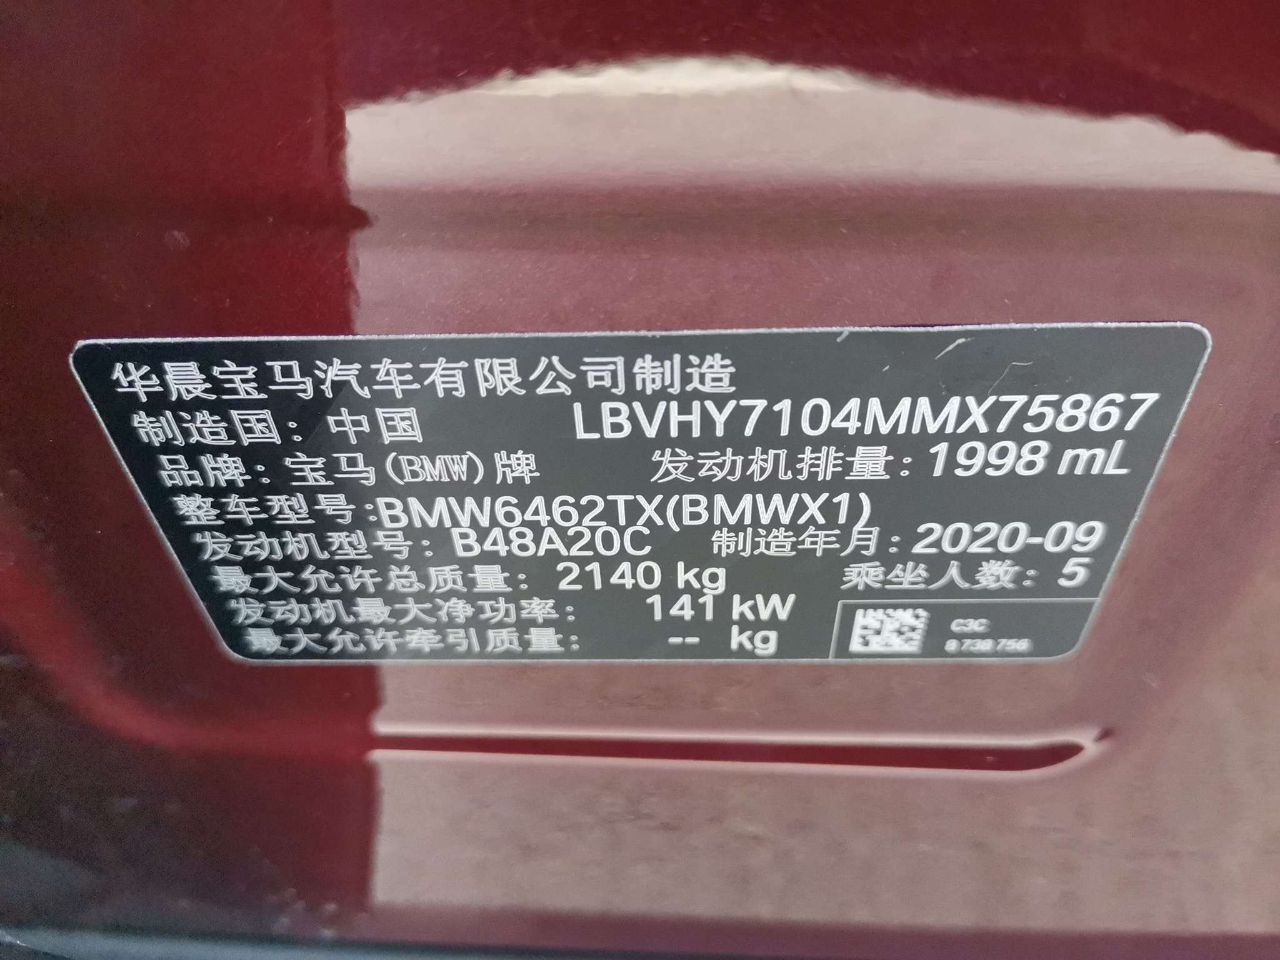 华晨宝马汽车有限公司制造
制造国：中国 LBVHY7104MMX75867
品牌：宝马(BMW)牌 发动机排量：1998 mL
整车型号：BMW6462TX(BMWX1)
发动机型号：B48A20C 制造年月：2020-09
最大允许总质量：2140 kg 乘坐人数：5
发动机最大净功率：141 kW
最大允许牵引质量：-- kg
C3C
8 738 756